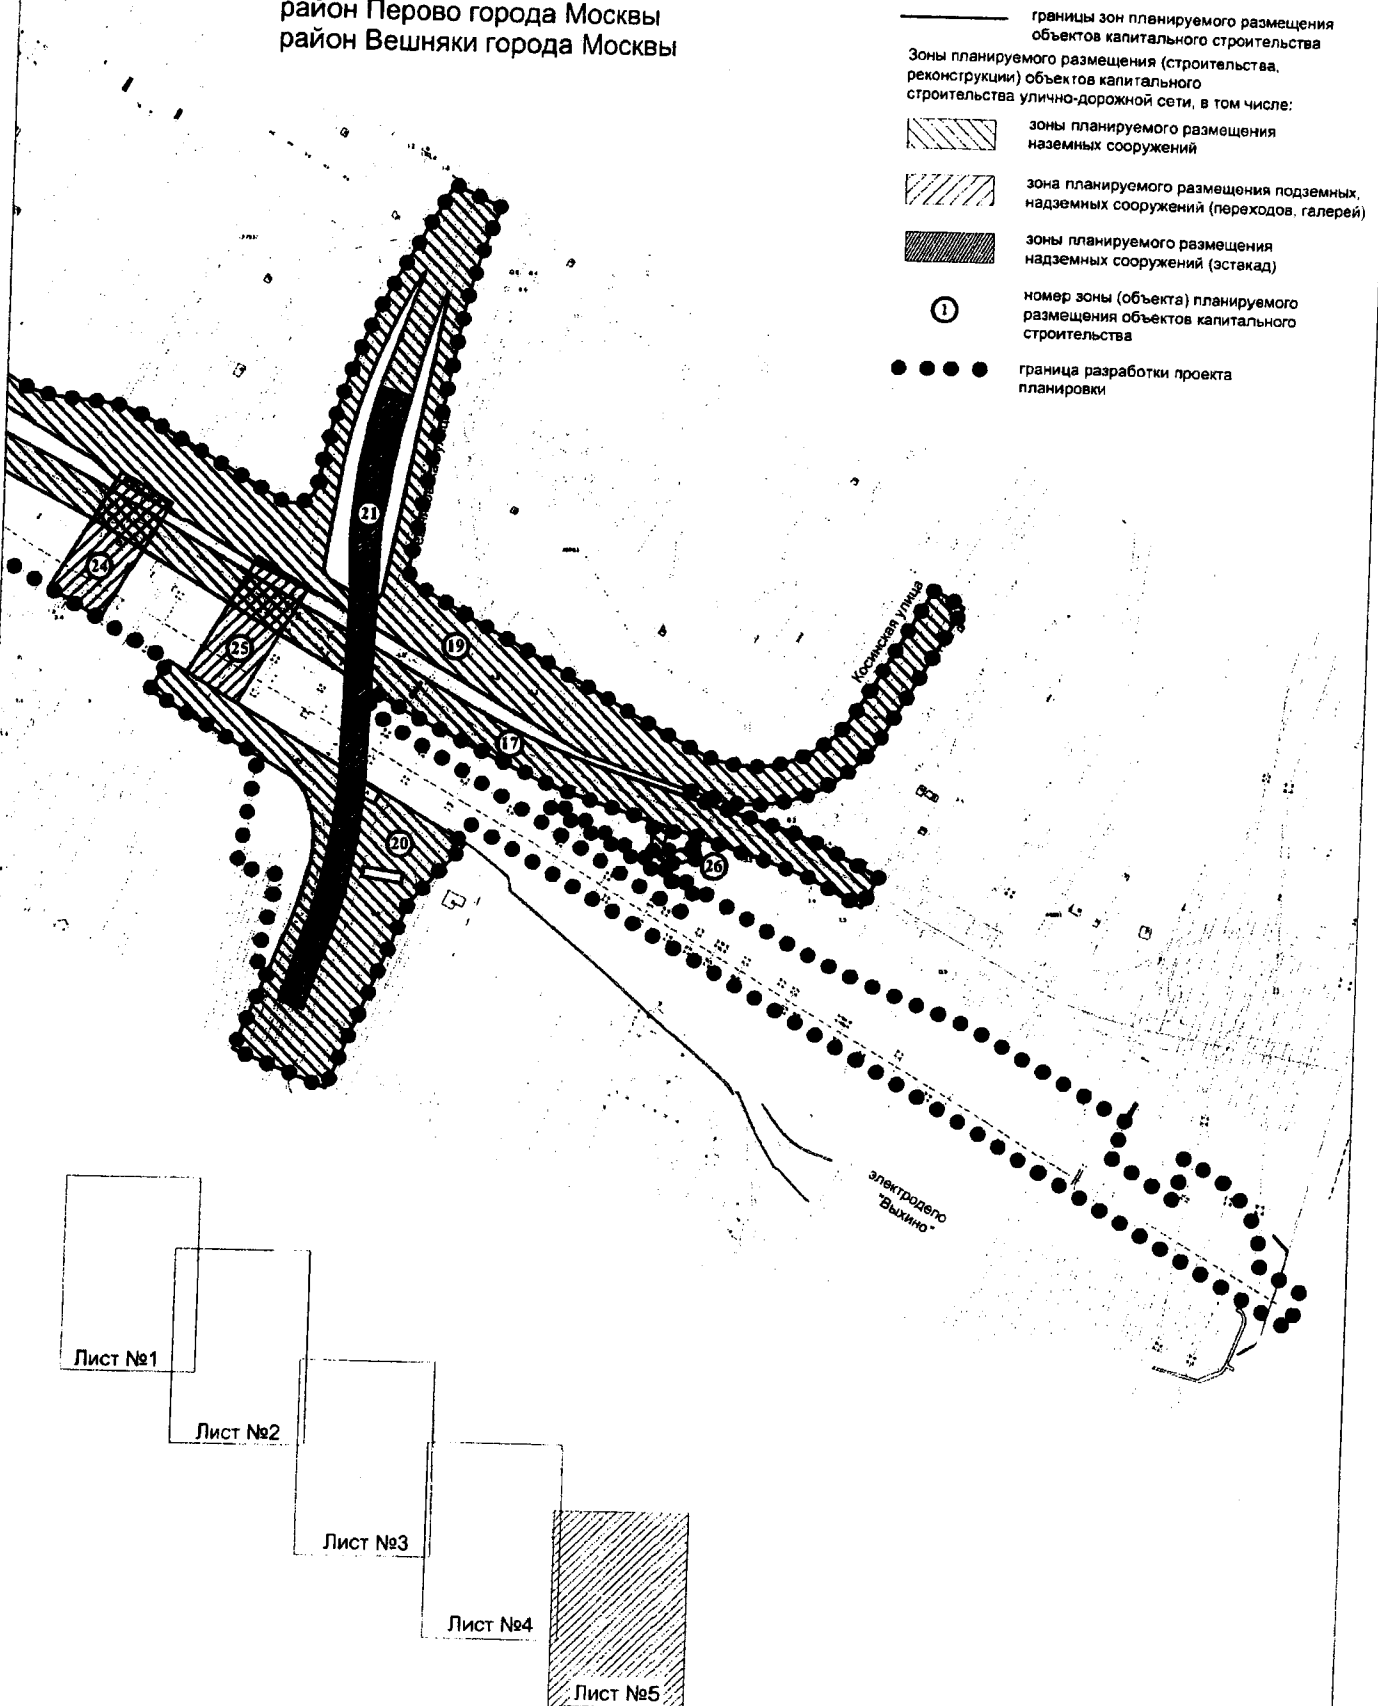 район Перово города Москвы
район Вешняки города Москвы
границы зон планируемого размещения
объектов капитального строительства
Зоны планируемого размещения (строительства,
реконструкции) объектов капитального
строительства улично-дорожной сети, в том числе:
зоны планируемого размещения
наземных сооружений
зона планируемого размещения подземных,
надземных сооружений (переходов, галерей)
зоны планируемого размещения
надземных сооружений (эстакад)
1
номер зоны (объекта) планируемого
размещения объектов капитального
строительства
граница разработки проекта
планировки
21
24
25
19
17
20
26
Косинская улица
электродепо
"Выхино"
Лист №1
Лист №2
Лист №3
Лист №4
Лист №5